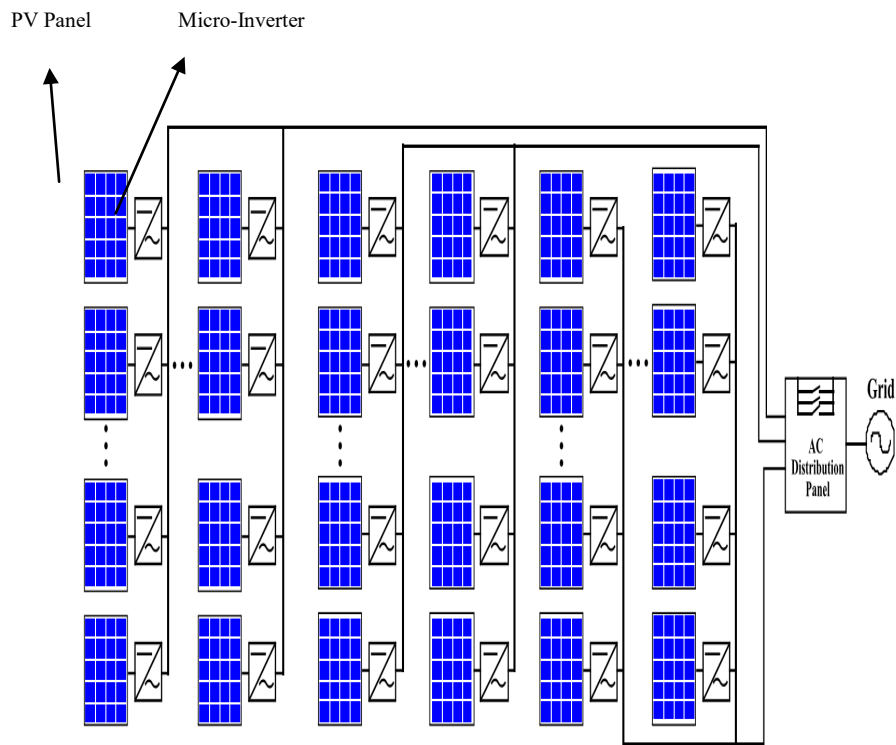 PV Panel
Micro-Inverter
Grid
AC
Distribution
Panel